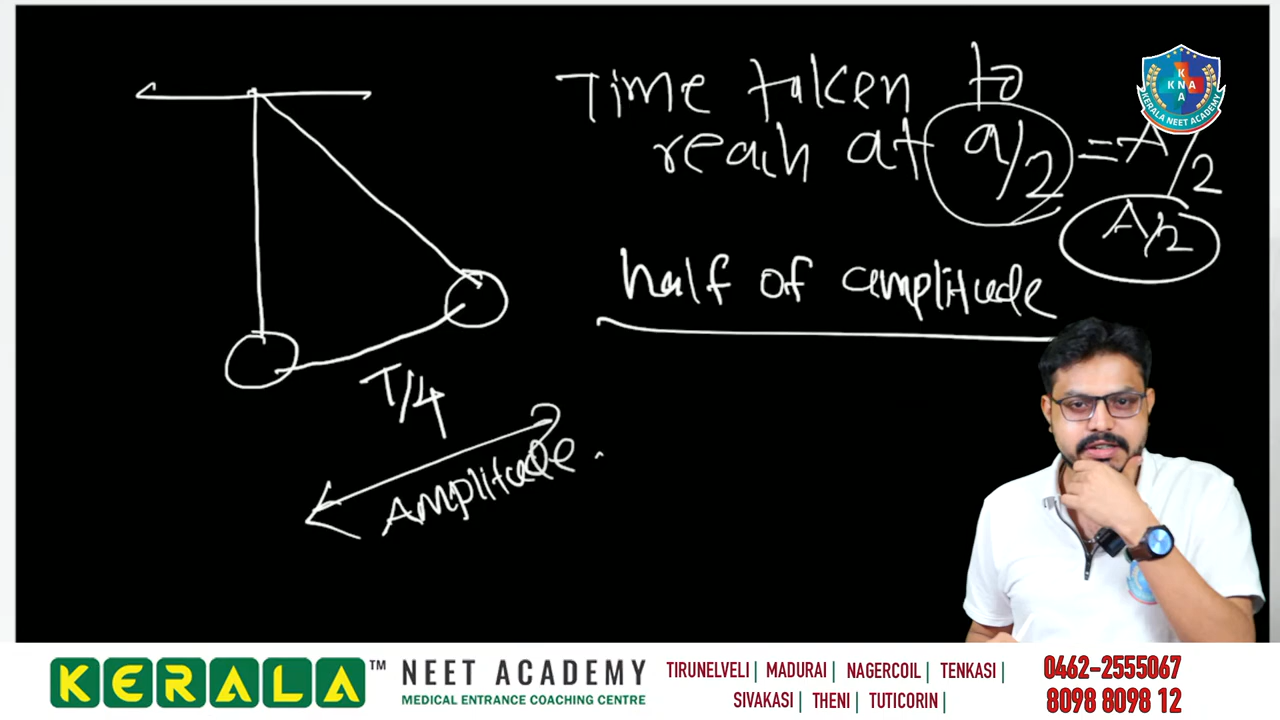 Time taken to
reach at a/2 = A/2
A/2
half of amplitude
T/4
Amplitude.
K
K N A
A
KERALA NEET ACADEMY
KERALA™
NEET ACADEMY
MEDICAL ENTRANCE COACHING CENTRE
TIRUNELVELI | MADURAI | NAGERCOIL | TENKASI |
SIVAKASI | THENI | TUTICORIN |
0462-2555067
8098 8098 12